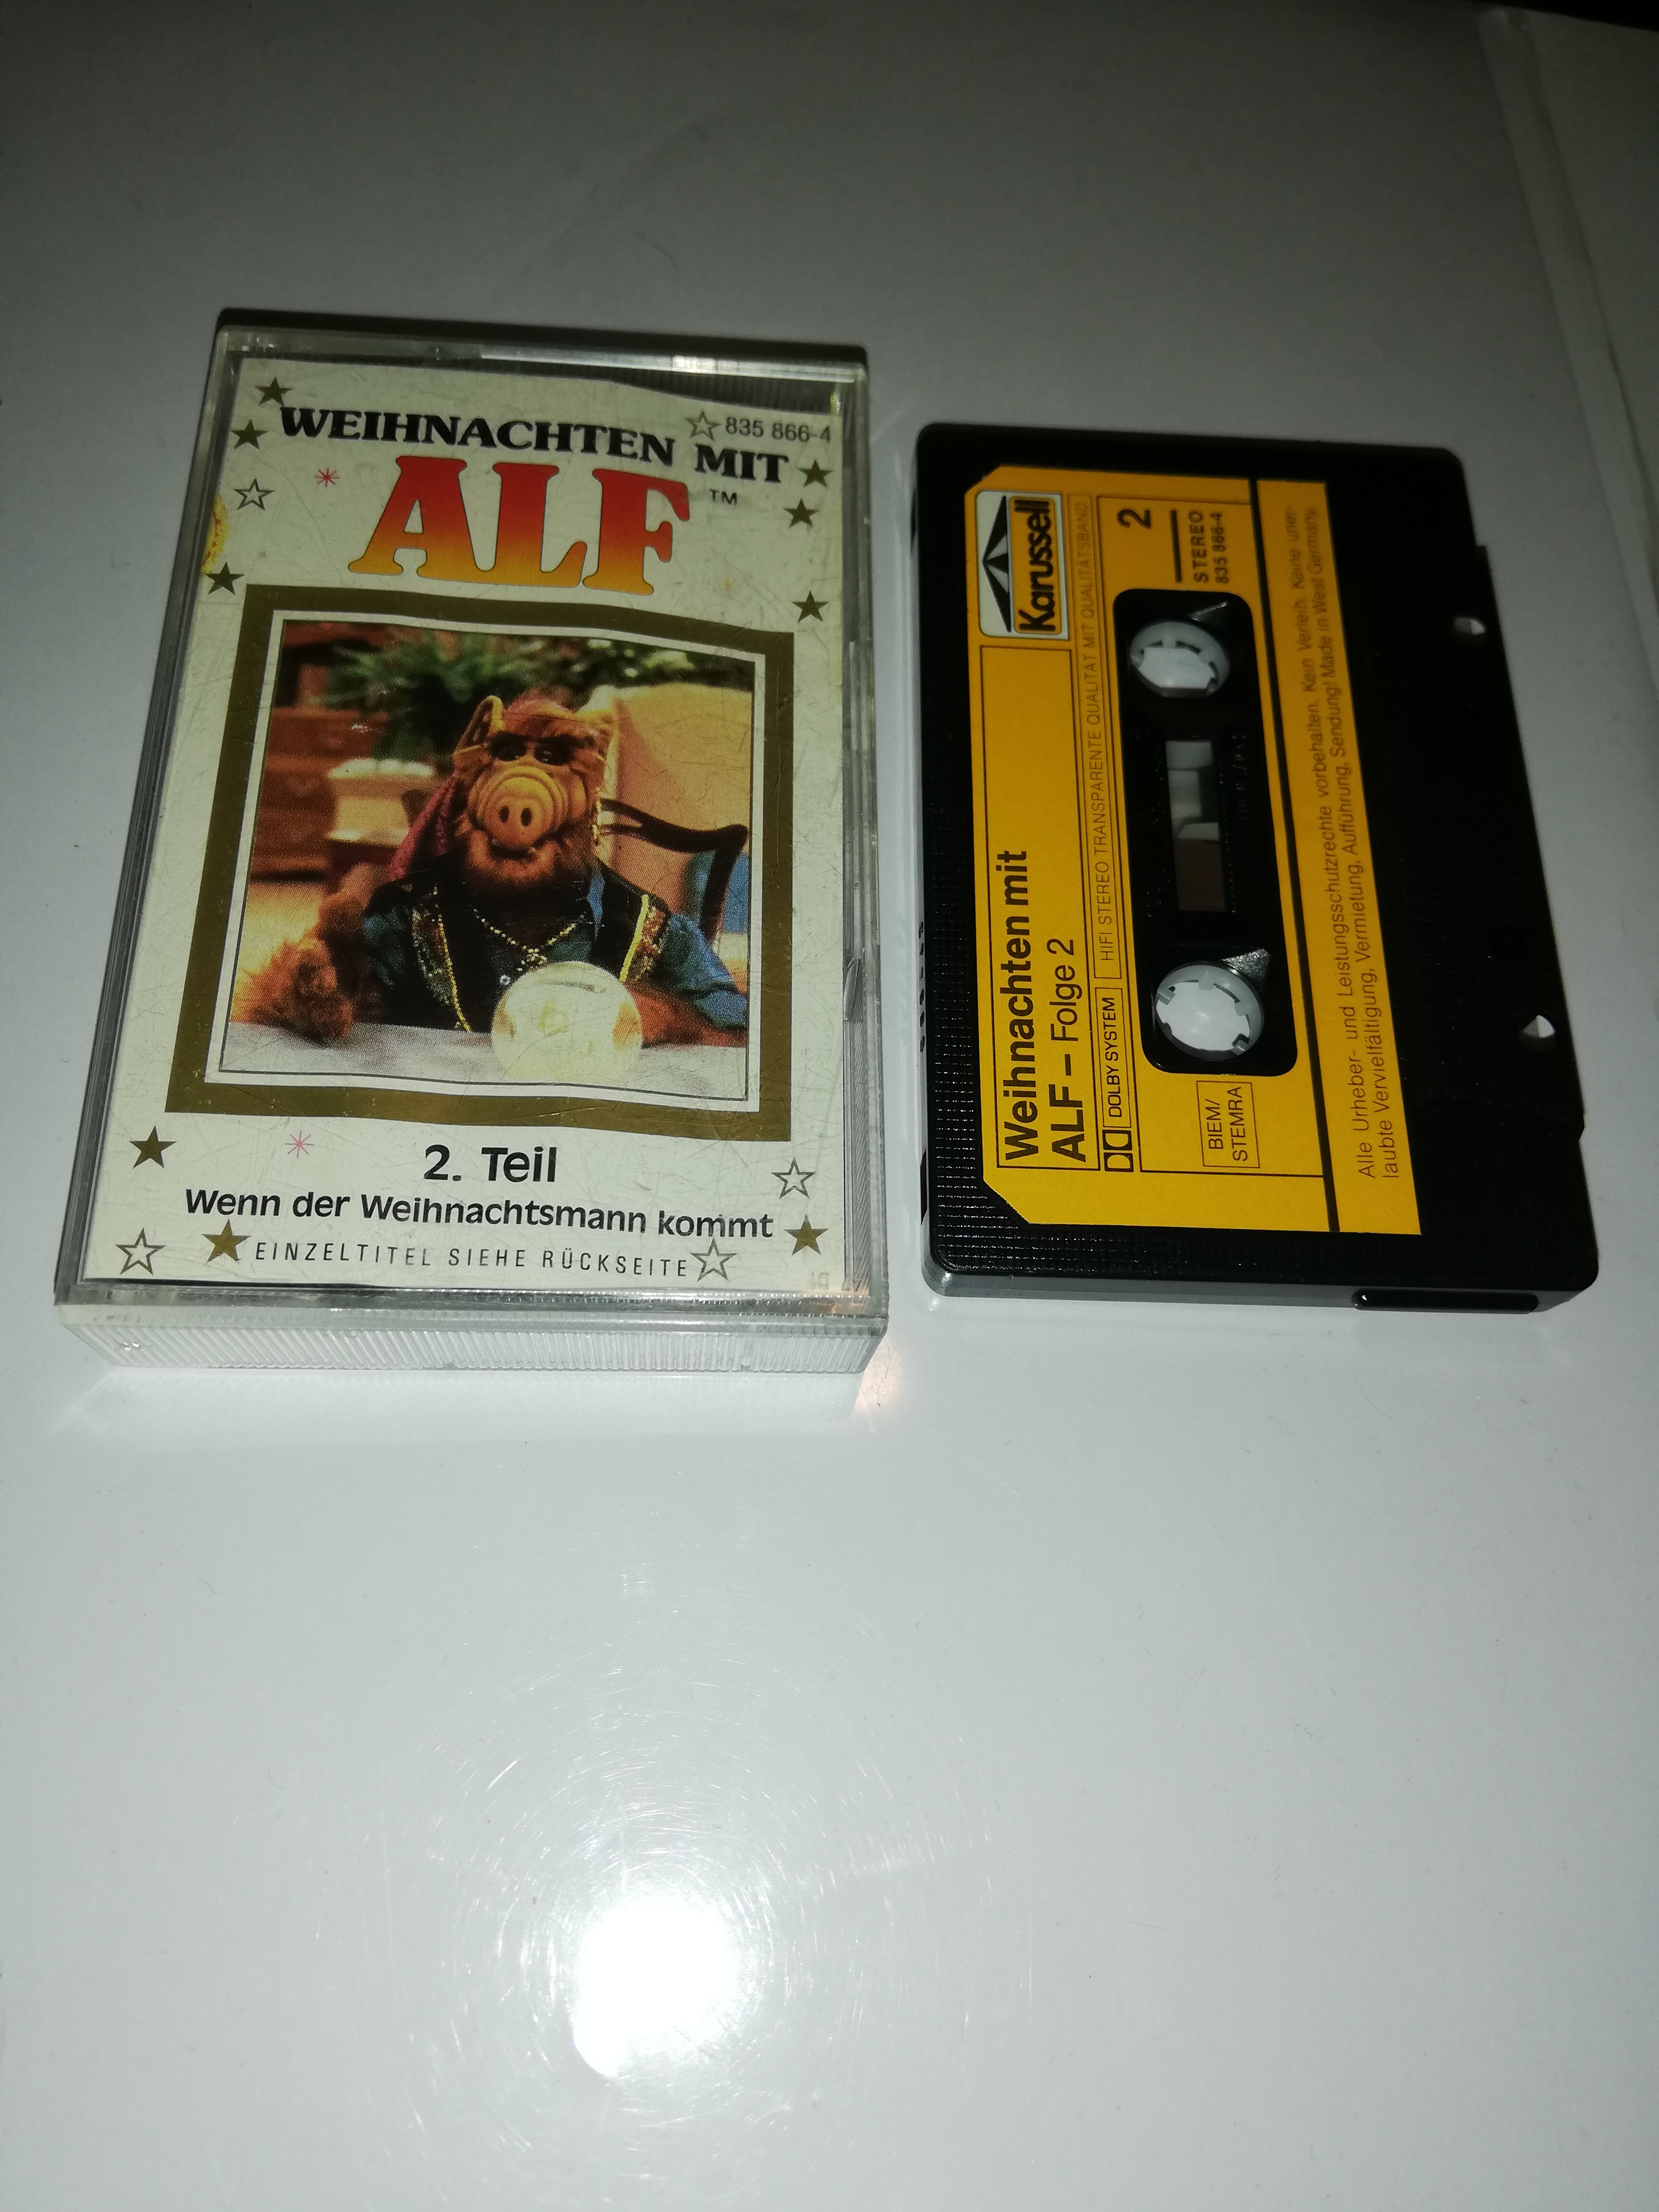 WEIHNACHTEN MIT
835 866-4
ALF ™
2. Teil
Wenn der Weihnachtsmann kommt
EINZELTITEL SIEHE RÜCKSEITE
Karussell
Weihnachten mit
ALF – Folge 2
DOLBY SYSTEM
HIFI STEREO TRANSPARENTE QUALITÄT MIT QUALITÄTSBAND
2
STEREO
835 866-4
BIEM/
STEMRA
Alle Urheber- und Leistungsschutzrechte vorbehalten. Kein Verleih. Keine uner-
laubte Vervielfältigung, Vermietung, Aufführung, Sendung! Made in West Germany.